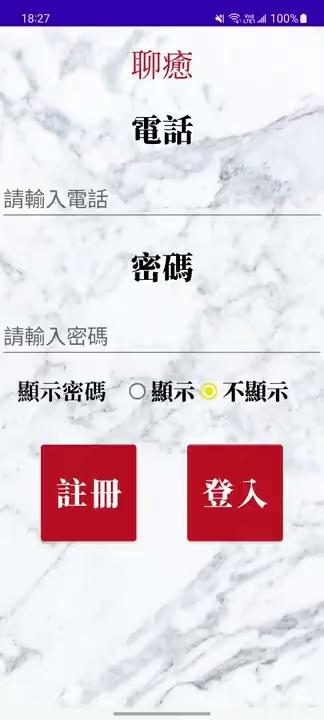 18:27 100%
聊癒
電話
請輸入電話
密碼
請輸入密碼
顯示密碼 顯示 不顯示
註冊 登入